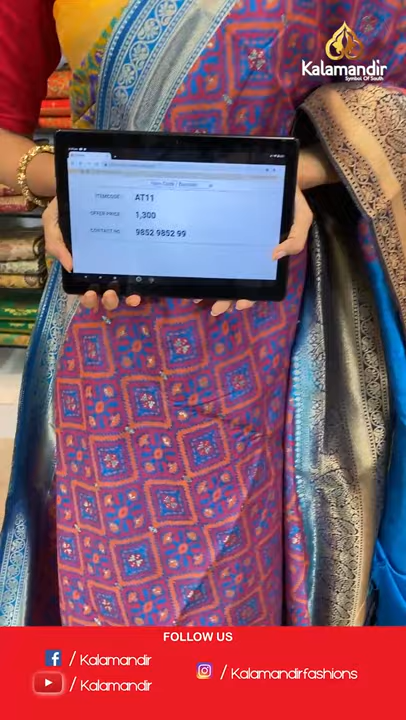 Kalamandir
Symbol Of South
ITEMCODE : AT11
OFFER PRICE : 1,300
CONTACT NO : 9852 9852 99
FOLLOW US
/ Kalamandir
/ Kalamandir
/ Kalamandirfashions